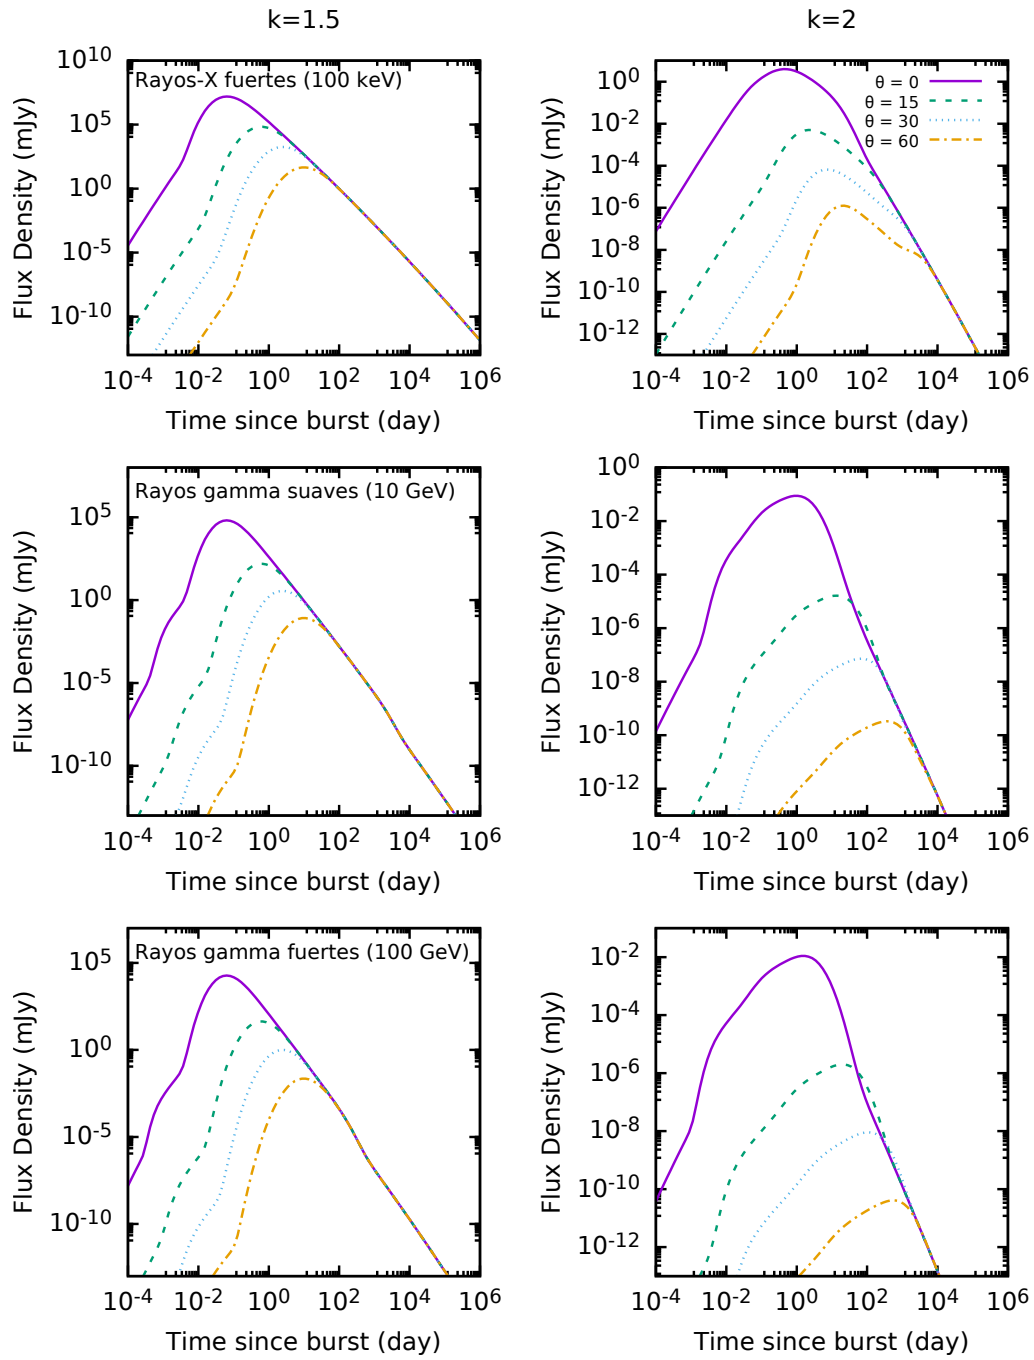 k=1.5
k=2
Rayos-X fuertes (100 keV)
Flux Density (mJy)
10^10
10^5
10^0
10^-5
10^-10
10^-4 10^-2 10^0 10^2 10^4 10^6
Time since burst (day)
θ = 0
θ = 15
θ = 30
θ = 60
Flux Density (mJy)
10^0
10^-2
10^-4
10^-6
10^-8
10^-10
10^-12
10^-4 10^-2 10^0 10^2 10^4 10^6
Time since burst (day)
Rayos gamma suaves (10 GeV)
Flux Density (mJy)
10^5
10^0
10^-5
10^-10
10^-4 10^-2 10^0 10^2 10^4 10^6
Time since burst (day)
Flux Density (mJy)
10^0
10^-2
10^-4
10^-6
10^-8
10^-10
10^-12
10^-4 10^-2 10^0 10^2 10^4 10^6
Time since burst (day)
Rayos gamma fuertes (100 GeV)
Flux Density (mJy)
10^5
10^0
10^-5
10^-10
10^-4 10^-2 10^0 10^2 10^4 10^6
Time since burst (day)
Flux Density (mJy)
10^-2
10^-4
10^-6
10^-8
10^-10
10^-12
10^-4 10^-2 10^0 10^2 10^4 10^6
Time since burst (day)